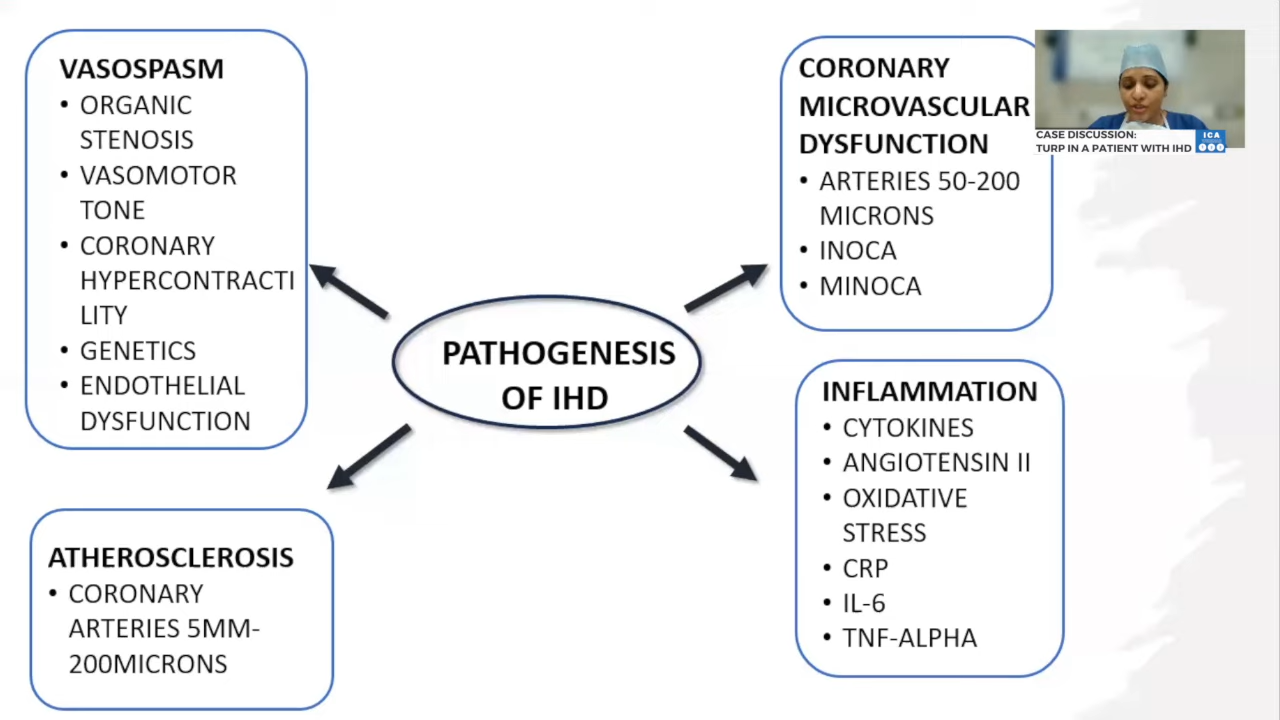 VASOSPASM
• ORGANIC
STENOSIS
• VASOMOTOR
TONE
• CORONARY
HYPERCONTRACTI
LITY
• GENETICS
• ENDOTHELIAL
DYSFUNCTION
CORONARY
MICROVASCULAR
DYSFUNCTION
• ARTERIES 50-200
MICRONS
• INOCA
• MINOCA
CASE DISCUSSION:
TURP IN A PATIENT WITH IHD
ICA
PATHOGENESIS
OF IHD
ATHEROSCLEROSIS
• CORONARY
ARTERIES 5MM-
200MICRONS
INFLAMMATION
• CYTOKINES
• ANGIOTENSIN II
• OXIDATIVE
STRESS
• CRP
• IL-6
• TNF-ALPHA